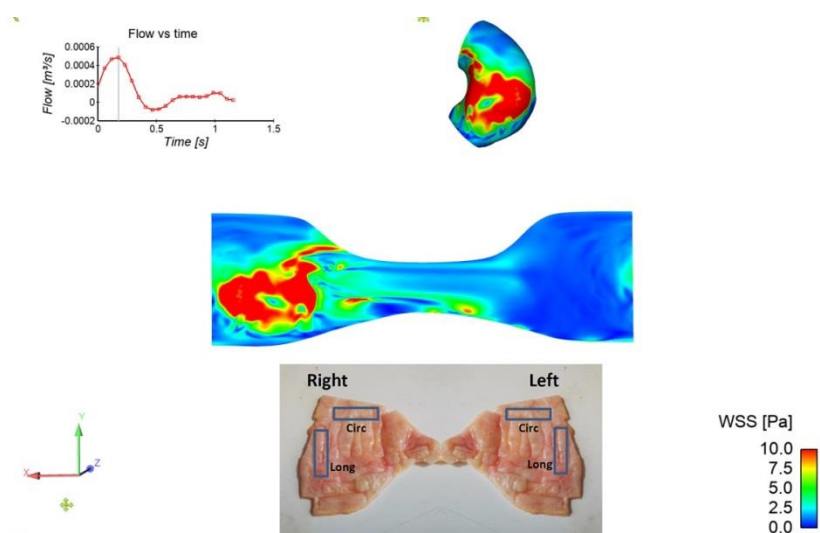 Flow vs time
0.0006
0.0004
0.0002
0
-0.0002
Flow [m³/s]
0 0.5 1 1.5
Time [s]
Right Left
Circ Circ
Long Long
Y
X Z
WSS [Pa]
10.0
7.5
5.0
2.5
0.0